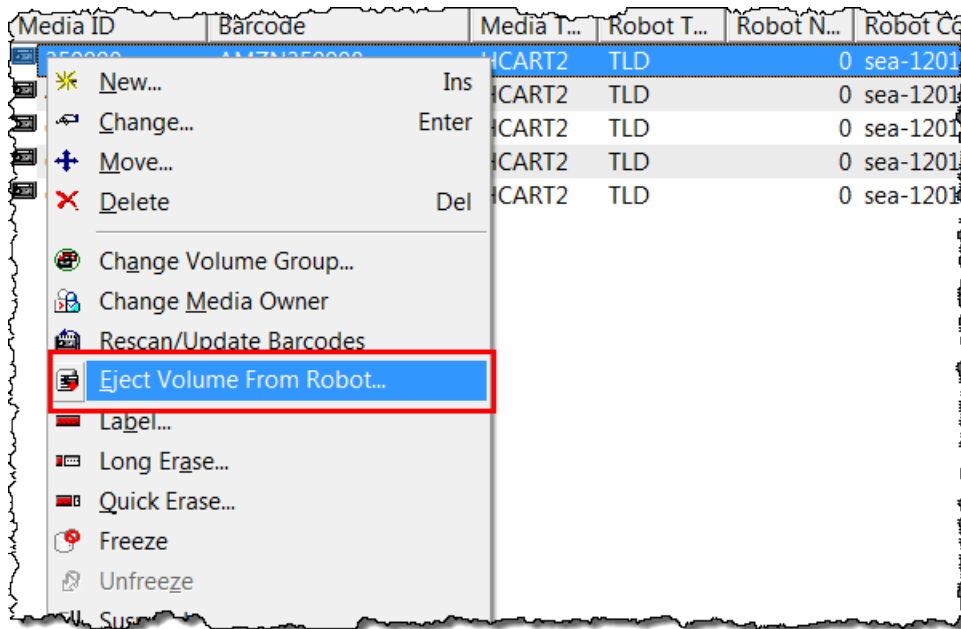 Media ID Barcode Media T... Robot T... Robot N... Robot Co
HCART2 TLD 0 sea-1201
New... Ins HCART2 TLD 0 sea-1201
Change... Enter HCART2 TLD 0 sea-1201
Move... HCART2 TLD 0 sea-1201
Delete Del HCART2 TLD 0 sea-1201
Change Volume Group...
Change Media Owner
Rescan/Update Barcodes
Eject Volume From Robot...
Label...
Long Erase...
Quick Erase...
Freeze
Unfreeze